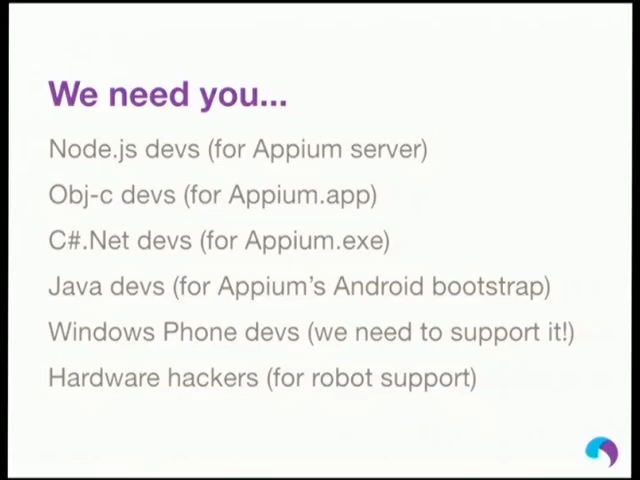 We need you...
Node.js devs (for Appium server)
Obj-c devs (for Appium.app)
C#.Net devs (for Appium.exe)
Java devs (for Appium’s Android bootstrap)
Windows Phone devs (we need to support it!)
Hardware hackers (for robot support)